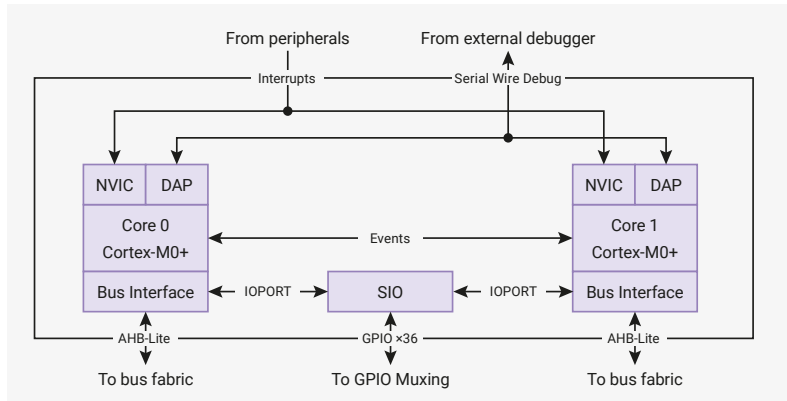 From peripherals
From external debugger
Interrupts
Serial Wire Debug
NVIC
DAP
NVIC
DAP
Core 0
Cortex-M0+
Core 1
Cortex-M0+
Events
Bus Interface
IOPORT
SIO
IOPORT
Bus Interface
AHB-Lite
GPIO ×36
AHB-Lite
To bus fabric
To GPIO Muxing
To bus fabric